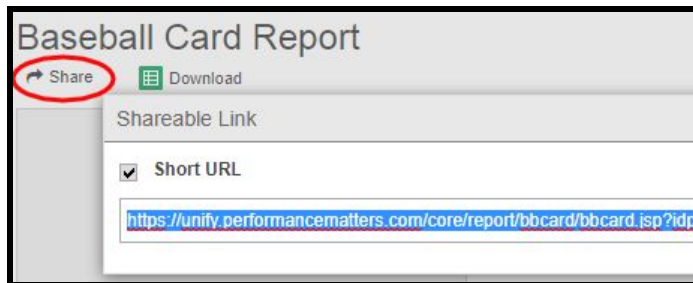 Baseball Card Report
Share Download
Shareable Link
Short URL
https://unify.performancematters.com/core/report/bbcard/bbcard.jsp?idp